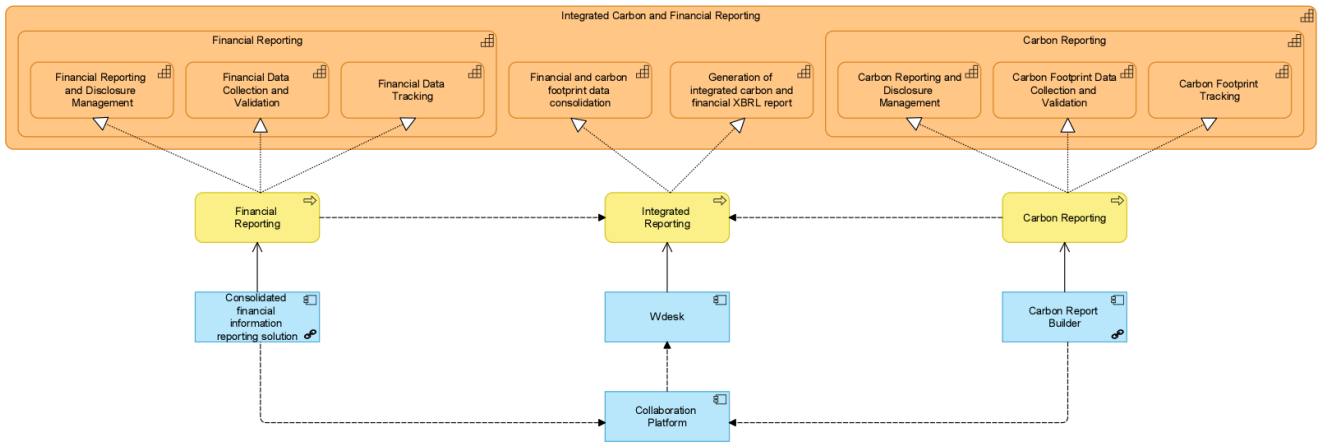 Integrated Carbon and Financial Reporting
Financial Reporting
Carbon Reporting
Financial Reporting
and Disclosure
Management
Financial Data
Collection and
Validation
Financial Data
Tracking
Financial and carbon
footprint data
consolidation
Generation of
integrated carbon and
financial XBRL report
Carbon Reporting and
Disclosure
Management
Carbon Footprint Data
Collection and
Validation
Carbon Footprint
Tracking
Financial
Reporting
Integrated
Reporting
Carbon Reporting
Consolidated
financial
information
reporting solution
Wdesk
Carbon Report
Builder
Collaboration
Platform